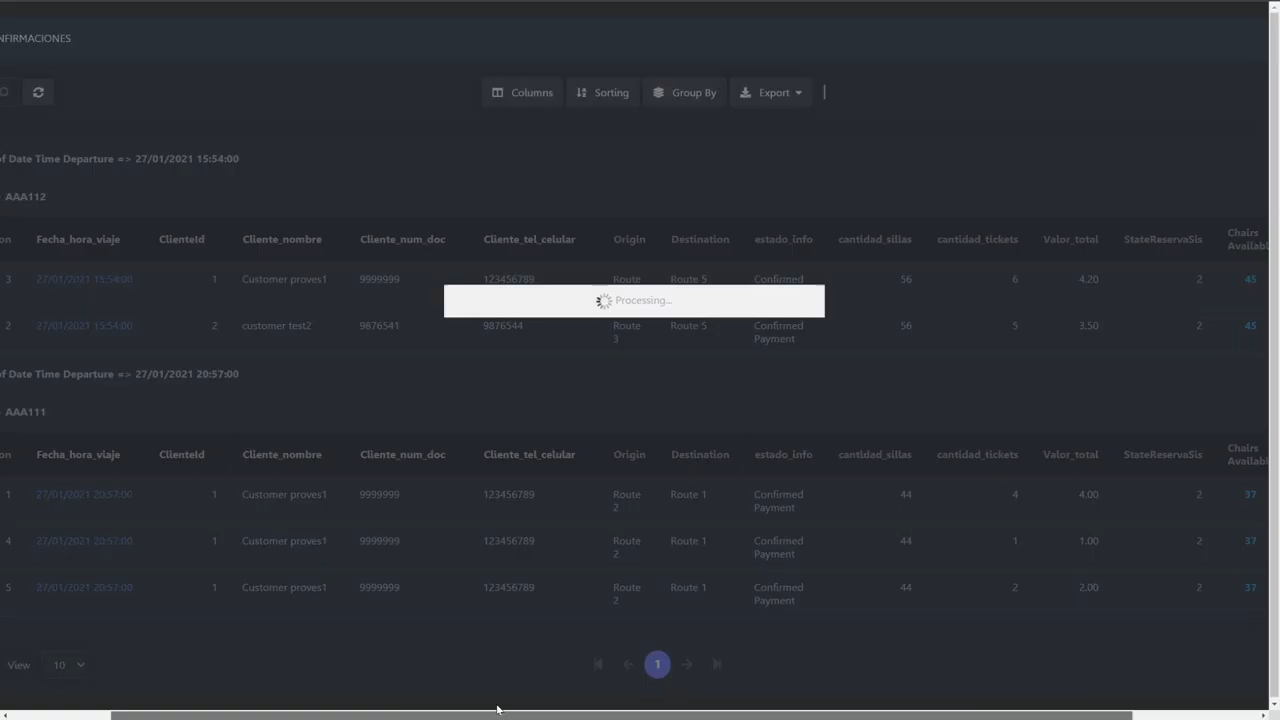 NFIRMACIONES
Columns Sorting Group By Export
of Date Time Departure => 27/01/2021 15:54:00
AAA112
on Fecha_hora_viaje ClienteId Cliente_nombre Cliente_num_doc Cliente_tel_celular Origin Destination estado_info cantidad_sillas cantidad_tickets Valor_total StateReservaSis Chairs
Availabl
3 27/01/2021 15:54:00 1 Customer proves1 9999999 123456789 Route Route 5 Confirmed 56 6 4.20 2 45
Processing...
2 27/01/2021 15:54:00 2 customer test2 9876541 9876544 Route Route 5 Confirmed 56 5 3.50 2 45
3 Payment
of Date Time Departure => 27/01/2021 20:57:00
AAA111
on Fecha_hora_viaje ClienteId Cliente_nombre Cliente_num_doc Cliente_tel_celular Origin Destination estado_info cantidad_sillas cantidad_tickets Valor_total StateReservaSis Chairs
Availabl
1 27/01/2021 20:57:00 1 Customer proves1 9999999 123456789 Route Route 1 Confirmed 44 4 4.00 2 37
2 Payment
4 27/01/2021 20:57:00 1 Customer proves1 9999999 123456789 Route Route 1 Confirmed 44 1 1.00 2 37
2 Payment
5 27/01/2021 20:57:00 1 Customer proves1 9999999 123456789 Route Route 1 Confirmed 44 2 2.00 2 37
2 Payment
View 10 1